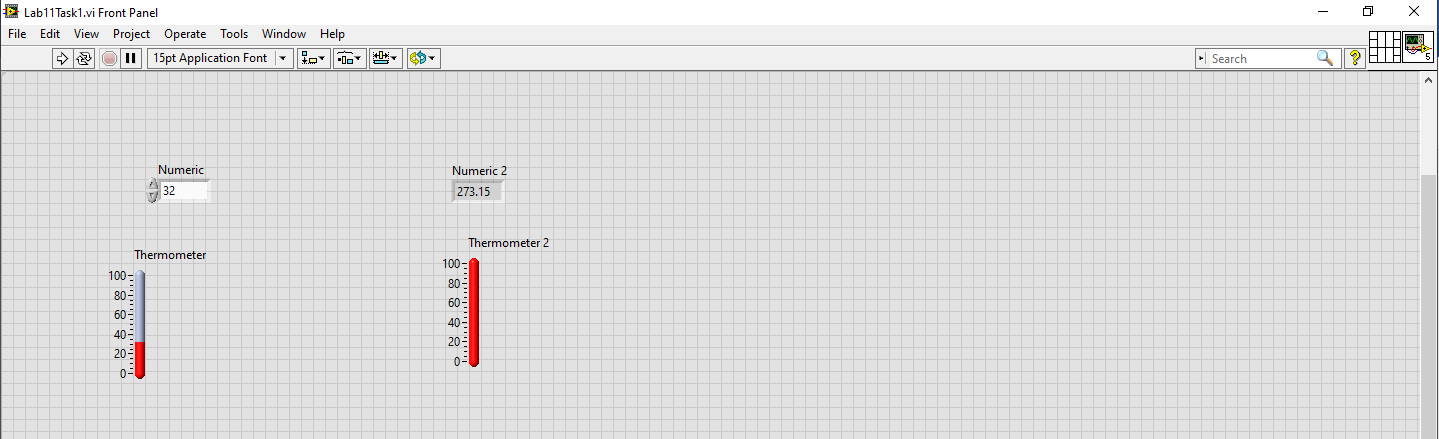 Lab11Task1.vi Front Panel
File Edit View Project Operate Tools Window Help
15pt Application Font
Search
?
5
Numeric
32
Numeric 2
273.15
Thermometer
100
80
60
40
20
0
Thermometer 2
100
80
60
40
20
0